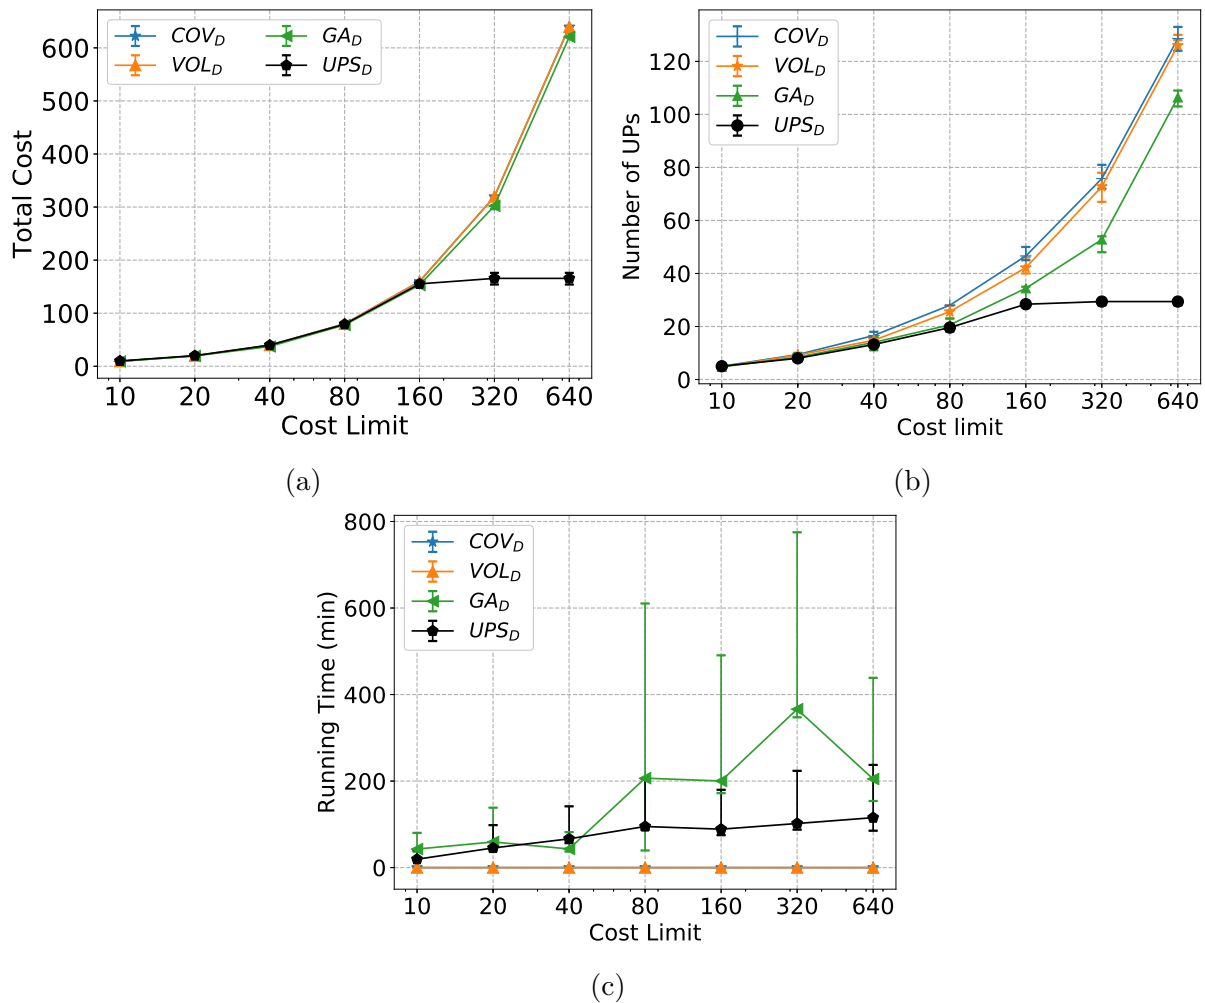 COV_D
VOL_D
GA_D
UPS_D
Total Cost
600
500
400
300
200
100
0
10 20 40 80 160 320 640
Cost Limit
(a)
COV_D
VOL_D
GA_D
UPS_D
Number of UPs
120
100
80
60
40
20
0
10 20 40 80 160 320 640
Cost limit
(b)
COV_D
VOL_D
GA_D
UPS_D
Running Time (min)
800
600
400
200
0
10 20 40 80 160 320 640
Cost Limit
(c)